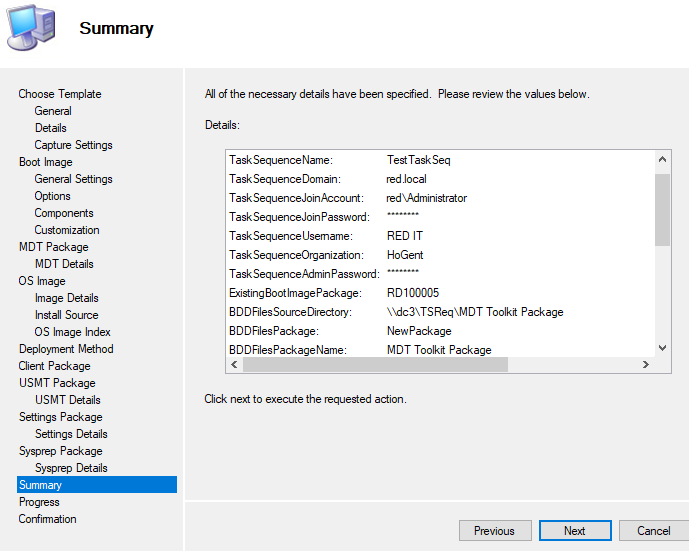 Summary
Choose Template
General
Details
Capture Settings
Boot Image
General Settings
Options
Components
Customization
MDT Package
MDT Details
OS Image
Image Details
Install Source
OS Image Index
Deployment Method
Client Package
USMT Package
USMT Details
Settings Package
Settings Details
Sysprep Package
Sysprep Details
Summary
Progress
Confirmation
All of the necessary details have been specified. Please review the values below.
Details:
TaskSequenceName: TestTaskSeq
TaskSequenceDomain: red.local
TaskSequenceJoinAccount: red\Administrator
TaskSequenceJoinPassword: ********
TaskSequenceUsername: RED IT
TaskSequenceOrganization: HoGent
TaskSequenceAdminPassword: ********
ExistingBootImagePackage: RD100005
BDDFilesSourceDirectory: \\dc3\TSReq\MDT Toolkit Package
BDDFilesPackage: NewPackage
BDDFilesPackageName: MDT Toolkit Package
Click next to execute the requested action.
Previous Next Cancel